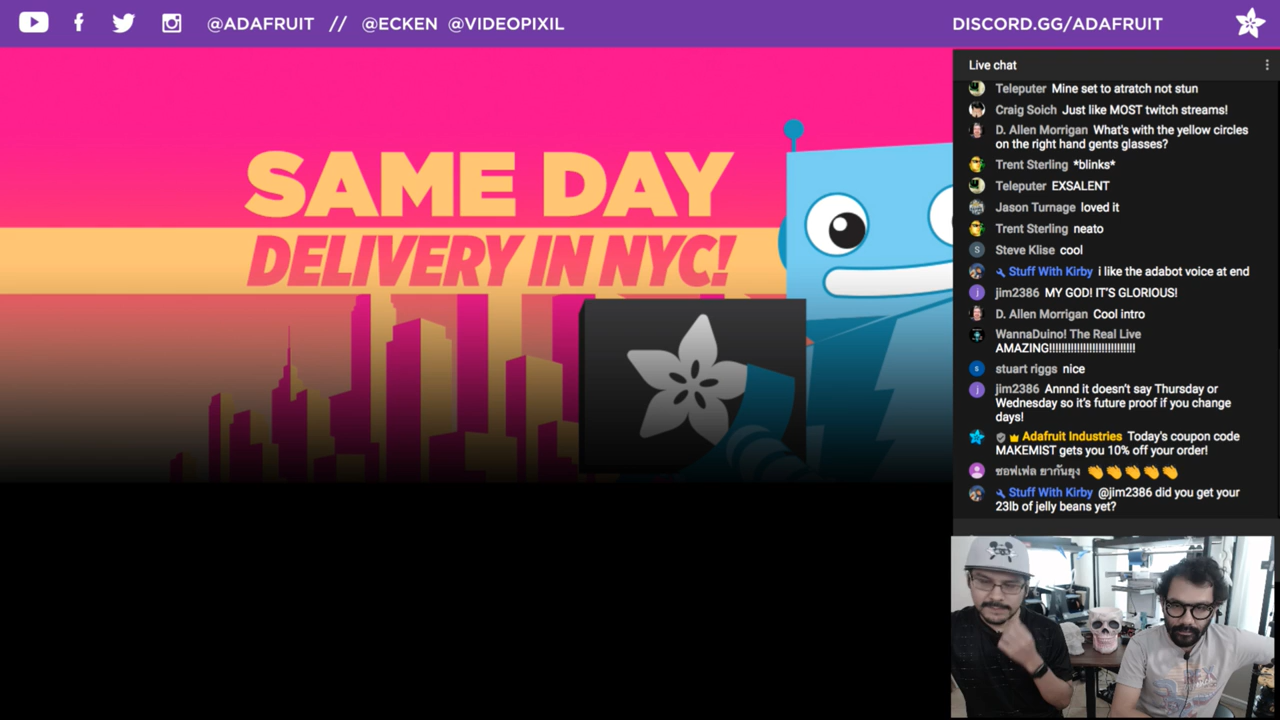 @ADAFRUIT // @ECKEN @VIDEOPIXIL
DISCORD.GG/ADAFRUIT
SAME DAY
DELIVERY IN NYC!
Live chat
Teleputer Mine set to atratch not stun
Craig Soich Just like MOST twitch streams!
D. Allen Morrigan What's with the yellow circles
on the right hand gents glasses?
Trent Sterling *blinks*
Teleputer EXSALENT
Jason Turnage loved it
Trent Sterling neato
S Steve Klise cool
Stuff With Kirby i like the adabot voice at end
j jim2386 MY GOD! IT'S GLORIOUS!
D. Allen Morrigan Cool intro
WannaDuino! The Real Live
AMAZING!!!!!!!!!!!!!!!!!!!!!!!!!!!!
s stuart riggs nice
j jim2386 Annnd it doesn't say Thursday or
Wednesday so it's future proof if you change
days!
Adafruit Industries Today's coupon code
MAKEMIST gets you 10% off your order!
ซอฟเฟล ยากันยุง 👏👏👏👏👏
Stuff With Kirby @jim2386 did you get your
23lb of jelly beans yet?